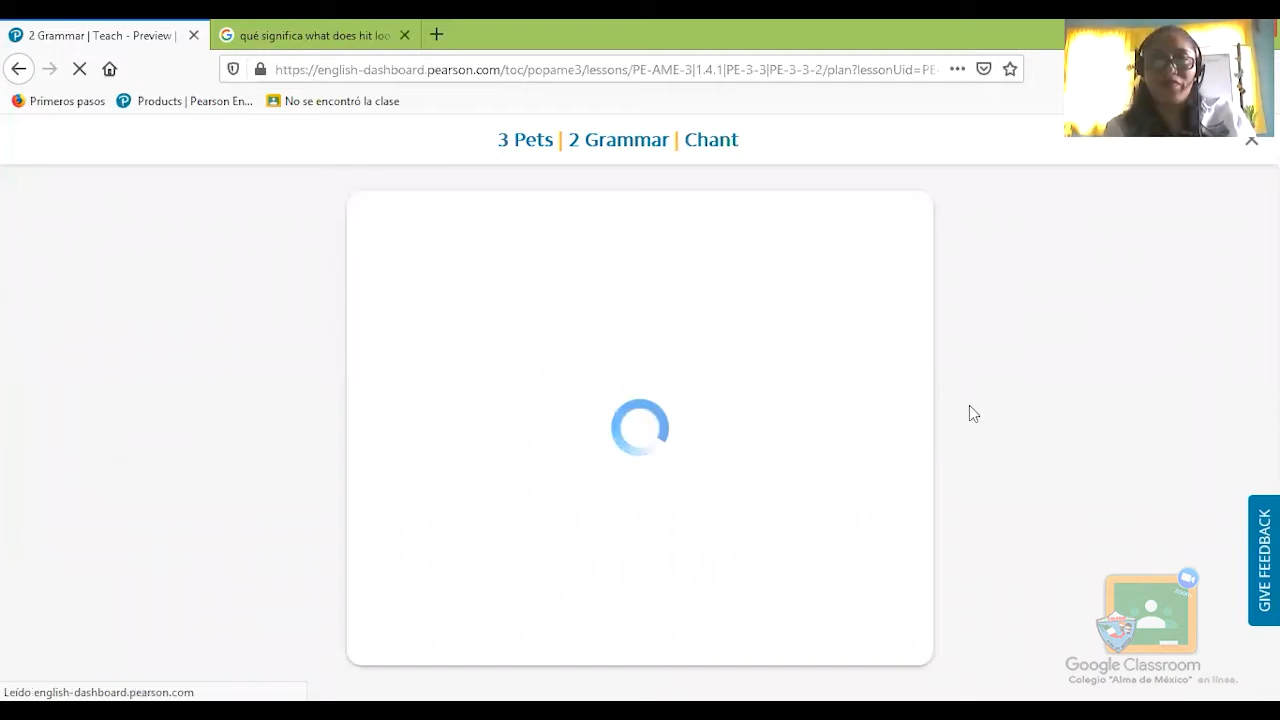 2 Grammar | Teach - Preview |
qué significa what does hit loo
https://english-dashboard.pearson.com/toc/popame3/lessons/PE-AME-3|1.4.1|PE-3-3|PE-3-3-2/plan?lessonUid=PE-
Primeros pasos
Products | Pearson En...
No se encontró la clase
3 Pets | 2 Grammar | Chant
GIVE FEEDBACK
zoom
Google Classroom
Colegio "Alma de México" en línea.
Leído english-dashboard.pearson.com